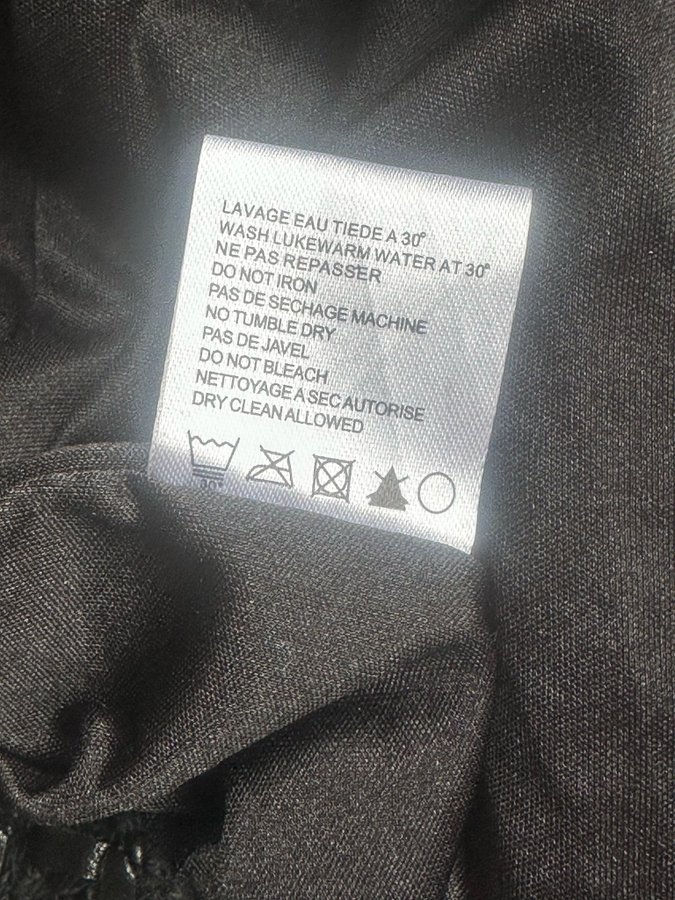 LAVAGE EAU TIEDE A 30°
WASH LUKEWARM WATER AT 30°
NE PAS REPASSER
DO NOT IRON
PAS DE SECHAGE MACHINE
NO TUMBLE DRY
PAS DE JAVEL
DO NOT BLEACH
NETTOYAGE A SEC AUTORISE
DRY CLEAN ALLOWED
30°